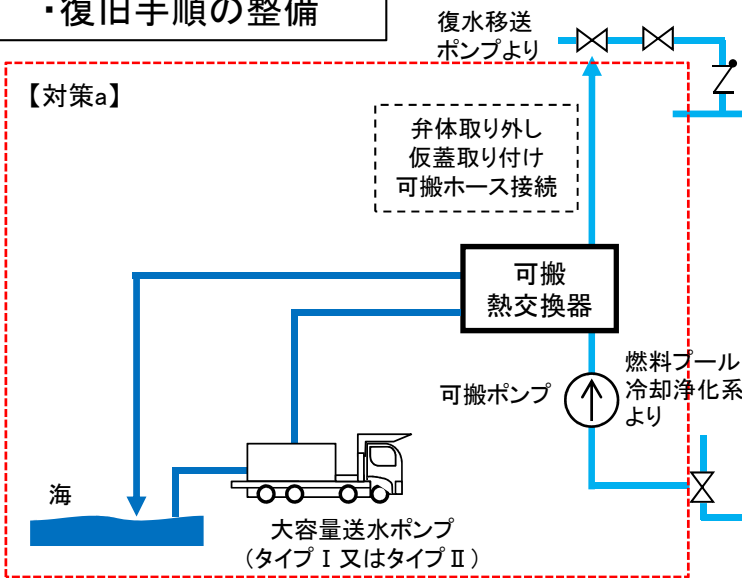 ・復旧手順の整備
復水移送
ポンプより
【対策a】
弁体取り外し
仮蓋取り付け
可搬ホース接続
可搬
熱交換器
燃料プール
冷却浄化系
より
可搬ポンプ
海
大容量送水ポンプ
（タイプⅠ又はタイプⅡ）